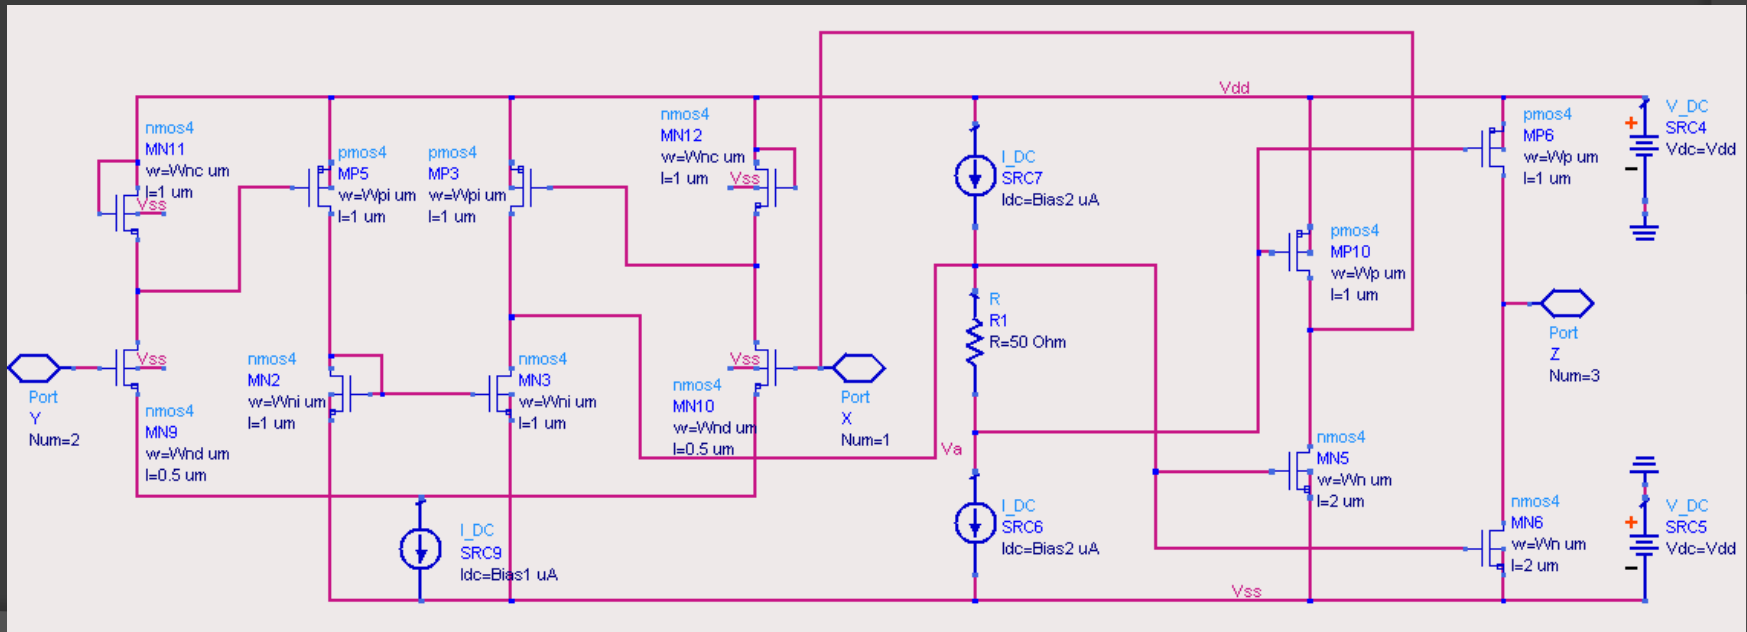 nmos4
MN11
w=Wnc um
l=1 um
Vss
pmos4
MP5
w=Wpi um
l=1 um
pmos4
MP3
w=Wpi um
l=1 um
nmos4
MN12
w=Wnc um
l=1 um
Vss
I_DC
SRC7
Idc=Bias2 uA
Vdd
pmos4
MP6
w=Wp um
l=1 um
V_DC
SRC4
Vdc=Vdd
pmos4
MP10
w=Wp um
l=1 um
R
R1
R=50 Ohm
Port
Z
Num=3
Vss
Port
Y
Num=2
nmos4
MN9
w=Wnd um
l=0.5 um
nmos4
MN2
w=Wni um
l=1 um
nmos4
MN3
w=Wni um
l=1 um
Vss
nmos4
MN10
w=Wnd um
l=0.5 um
Port
X
Num=1
Va
nmos4
MN5
w=Wn um
l=2 um
I_DC
SRC9
Idc=Bias1 uA
I_DC
SRC6
Idc=Bias2 uA
nmos4
MN6
w=Wn um
l=2 um
V_DC
SRC5
Vdc=Vdd
Vss